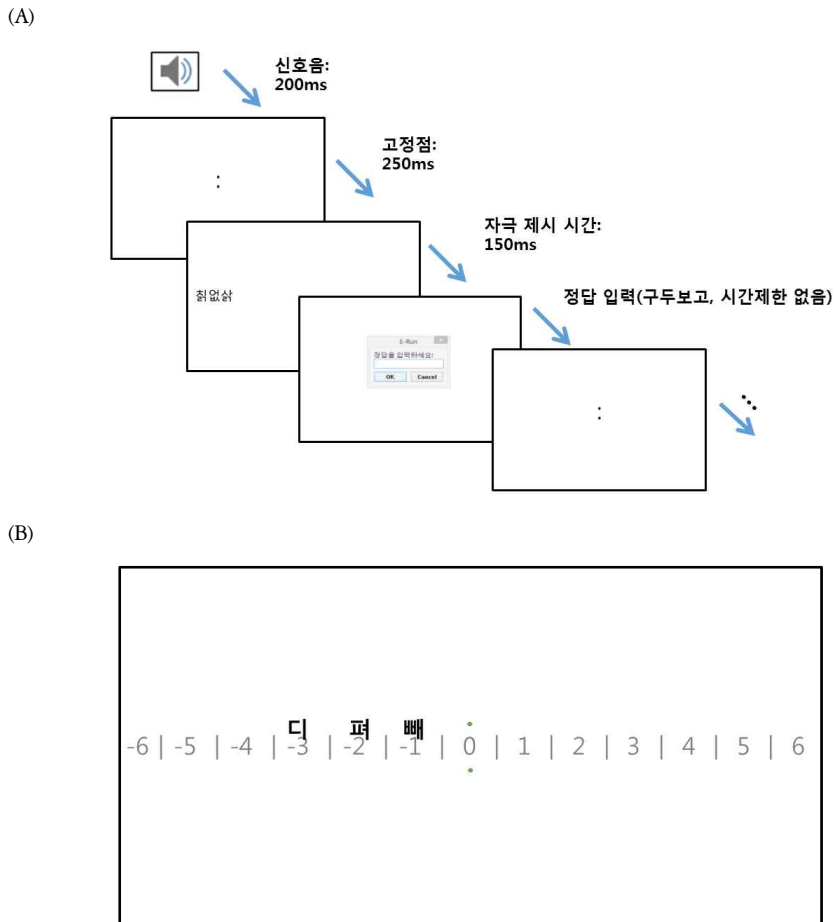 (A)
신호음:
200ms
고정점:
250ms
:
자극 제시 시간:
150ms
칡없삶
정답 입력(구두보고, 시간제한 없음)
E-Run
정답을 입력하세요:
OK Cancel
:
(B)
디 펴 빼
-6 | -5 | -4 | -3 | -2 | -1 | 0 | 1 | 2 | 3 | 4 | 5 | 6